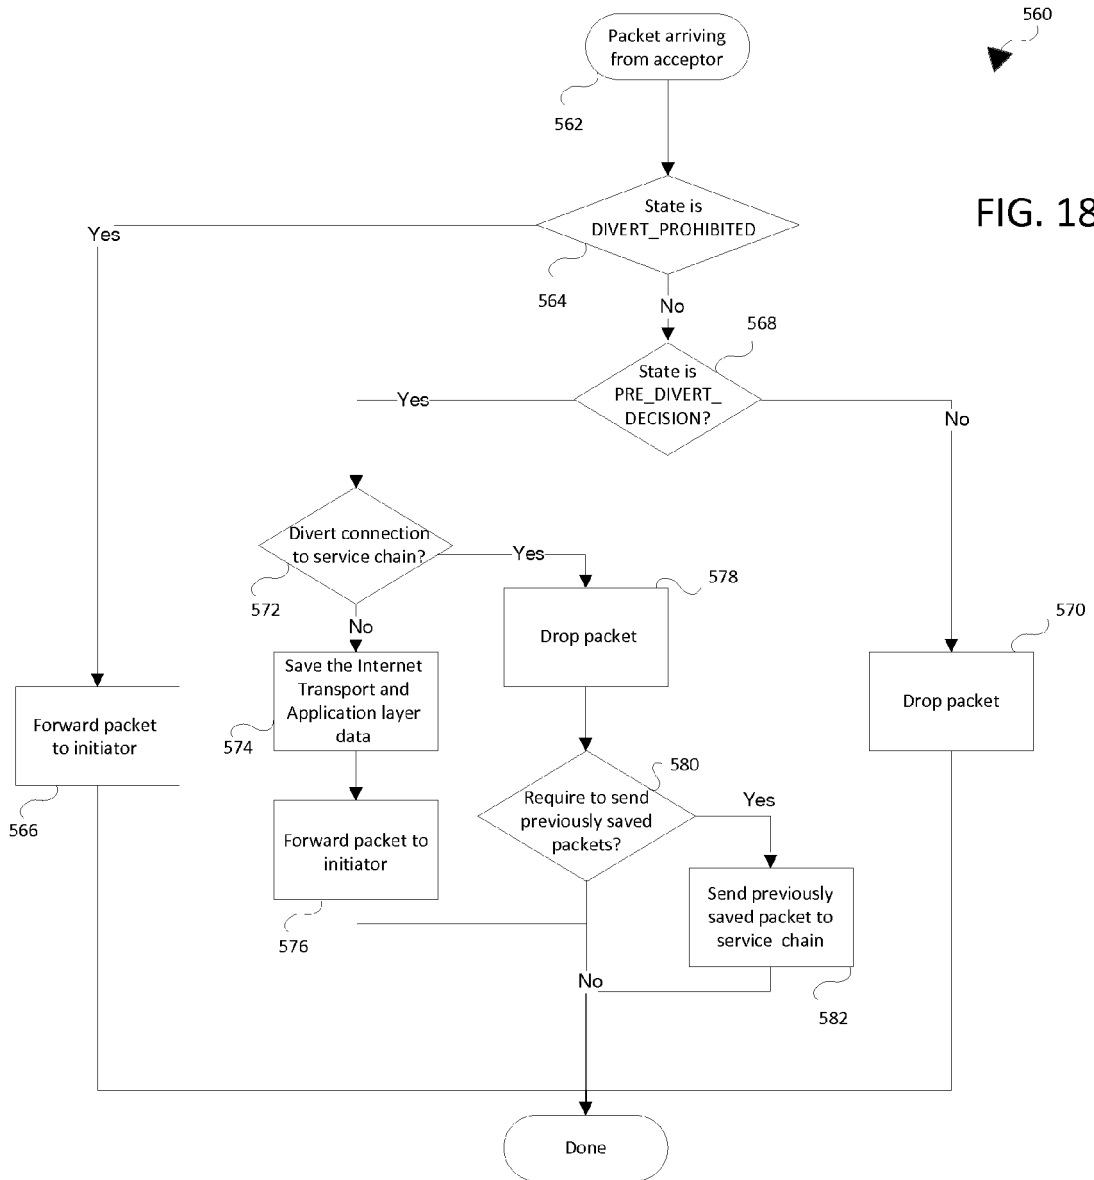 560
Packet arriving
from acceptor
562
FIG. 18
State is
DIVERT_PROHIBITED
Yes
564
No
568
State is
PRE_DIVERT_
DECISION?
Yes
No
Divert connection
to service chain?
Yes
572
578
570
No
Drop packet
Save the Internet
Transport and
Application layer
data
Drop packet
Forward packet
to initiator
574
580
Require to send
previously saved
packets?
Yes
566
Forward packet to
initiator
Send previously
saved packet to
service chain
576
No
582
Done